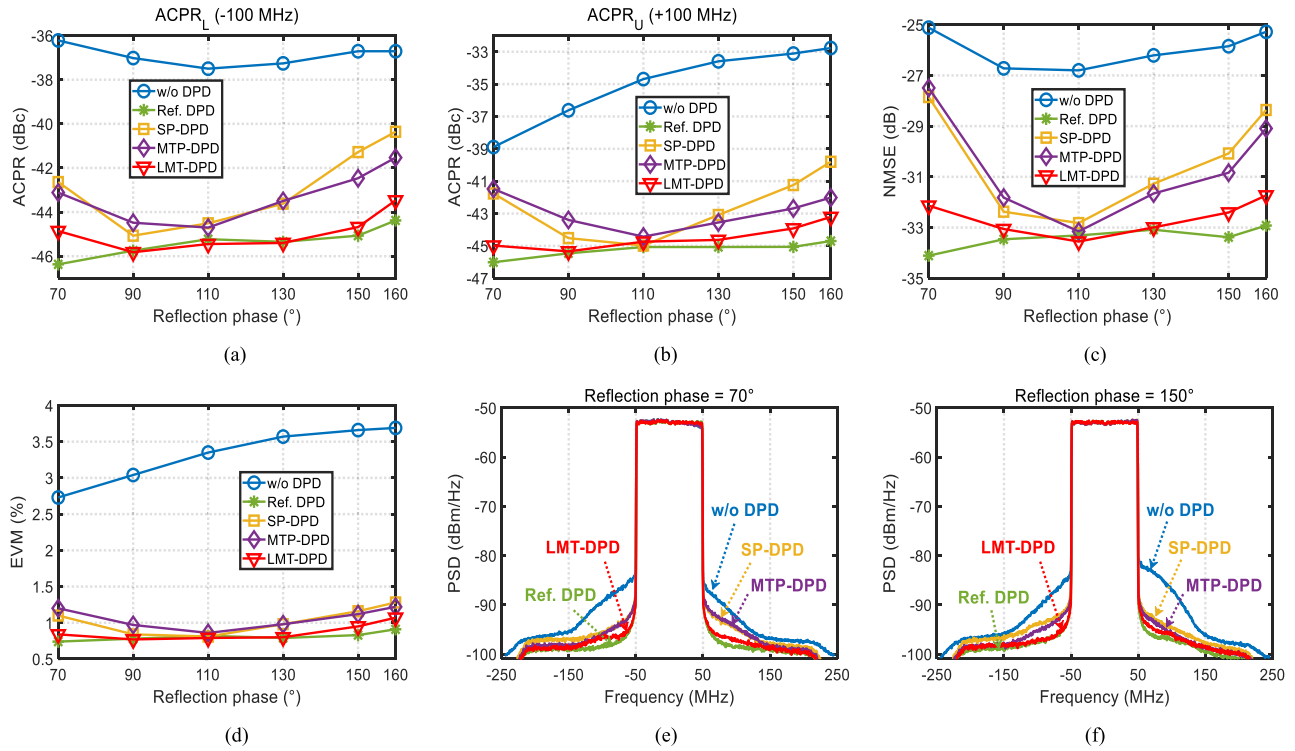 ACPR_L (-100 MHz)
ACPR (dBc)
-36
-38
-40
-42
-44
-46
w/o DPD
Ref. DPD
SP-DPD
MTP-DPD
LMT-DPD
70 90 110 130 150 160
Reflection phase (°)
(a)
ACPR_U (+100 MHz)
ACPR (dBc)
-33
-35
-37
-39
-41
-43
-45
-47
w/o DPD
Ref. DPD
SP-DPD
MTP-DPD
LMT-DPD
70 90 110 130 150 160
Reflection phase (°)
(b)
NMSE (dB)
-25
-27
-29
-31
-33
-35
w/o DPD
Ref. DPD
SP-DPD
MTP-DPD
LMT-DPD
70 90 110 130 150 160
Reflection phase (°)
(c)
EVM (%)
4
3.5
3
2.5
2
1.5
1
0.5
w/o DPD
Ref. DPD
SP-DPD
MTP-DPD
LMT-DPD
70 90 110 130 150 160
Reflection phase (°)
(d)
Reflection phase = 70°
PSD (dBm/Hz)
-50
-60
-70
-80
-90
-100
w/o DPD
LMT-DPD
SP-DPD
MTP-DPD
Ref. DPD
-250 -150 -50 50 150 250
Frequency (MHz)
(e)
Reflection phase = 150°
PSD (dBm/Hz)
-50
-60
-70
-80
-90
-100
w/o DPD
LMT-DPD
SP-DPD
MTP-DPD
Ref. DPD
-250 -150 -50 50 150 250
Frequency (MHz)
(f)